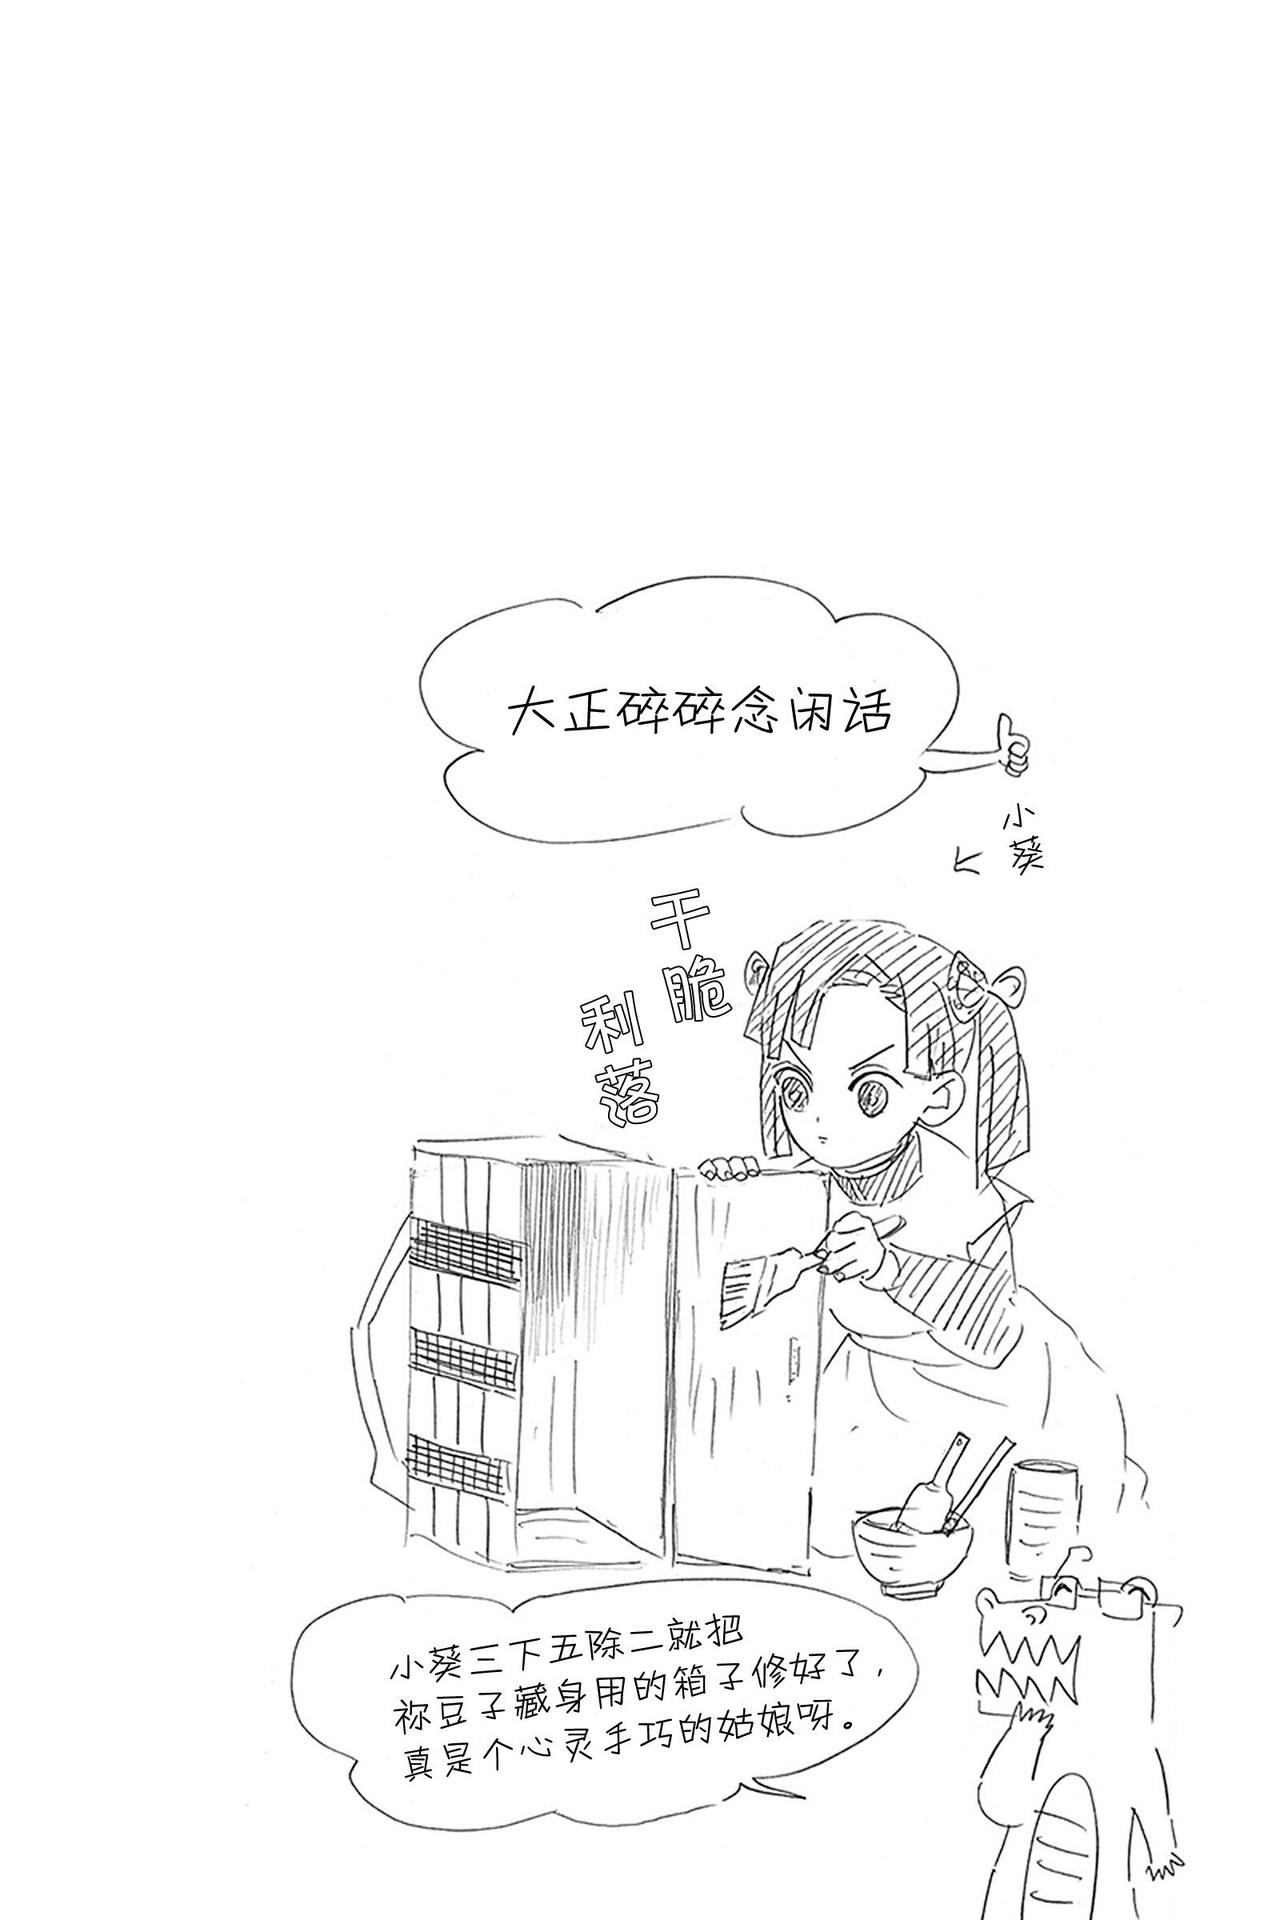 大正碎碎念闲话
小葵
干脆
利落
小葵三下五除二就把
祢豆子藏身用的箱子修好了，
真是个心灵手巧的姑娘呀。